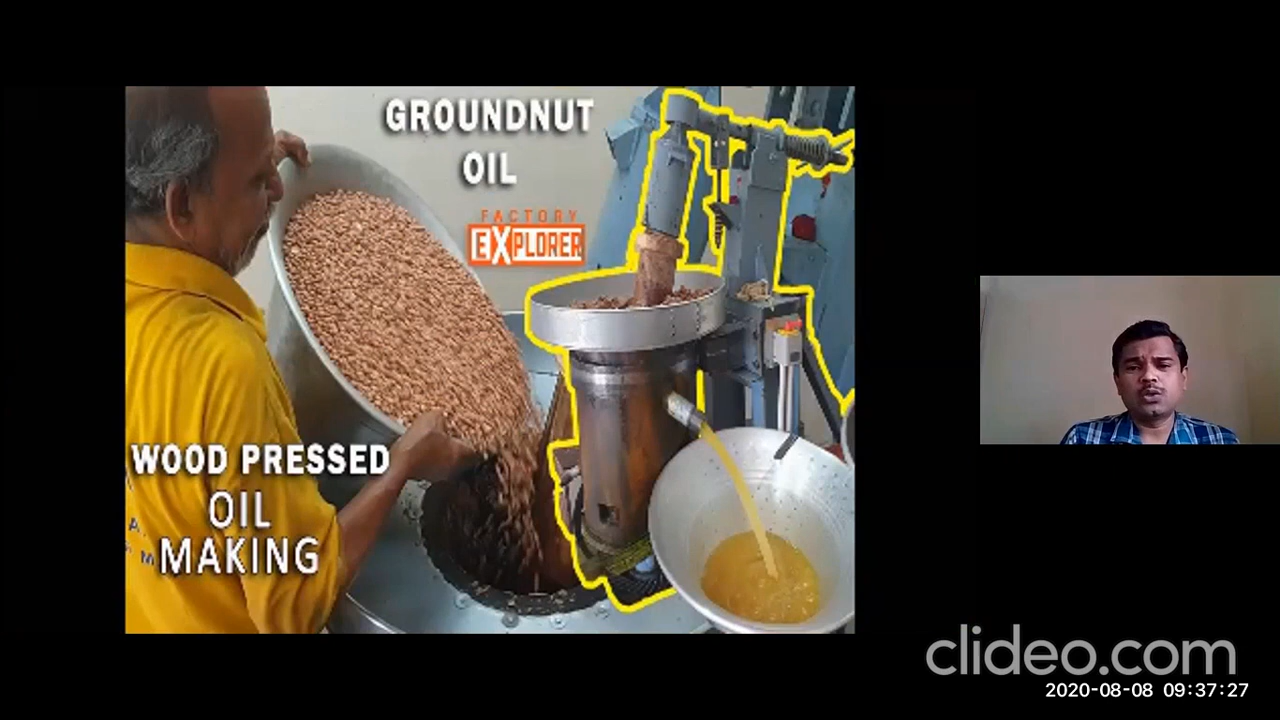 GROUNDNUT
OIL
FACTORY
EXPLORER
WOOD PRESSED
OIL
MAKING
clideo.com
2020-08-08 09:37:27